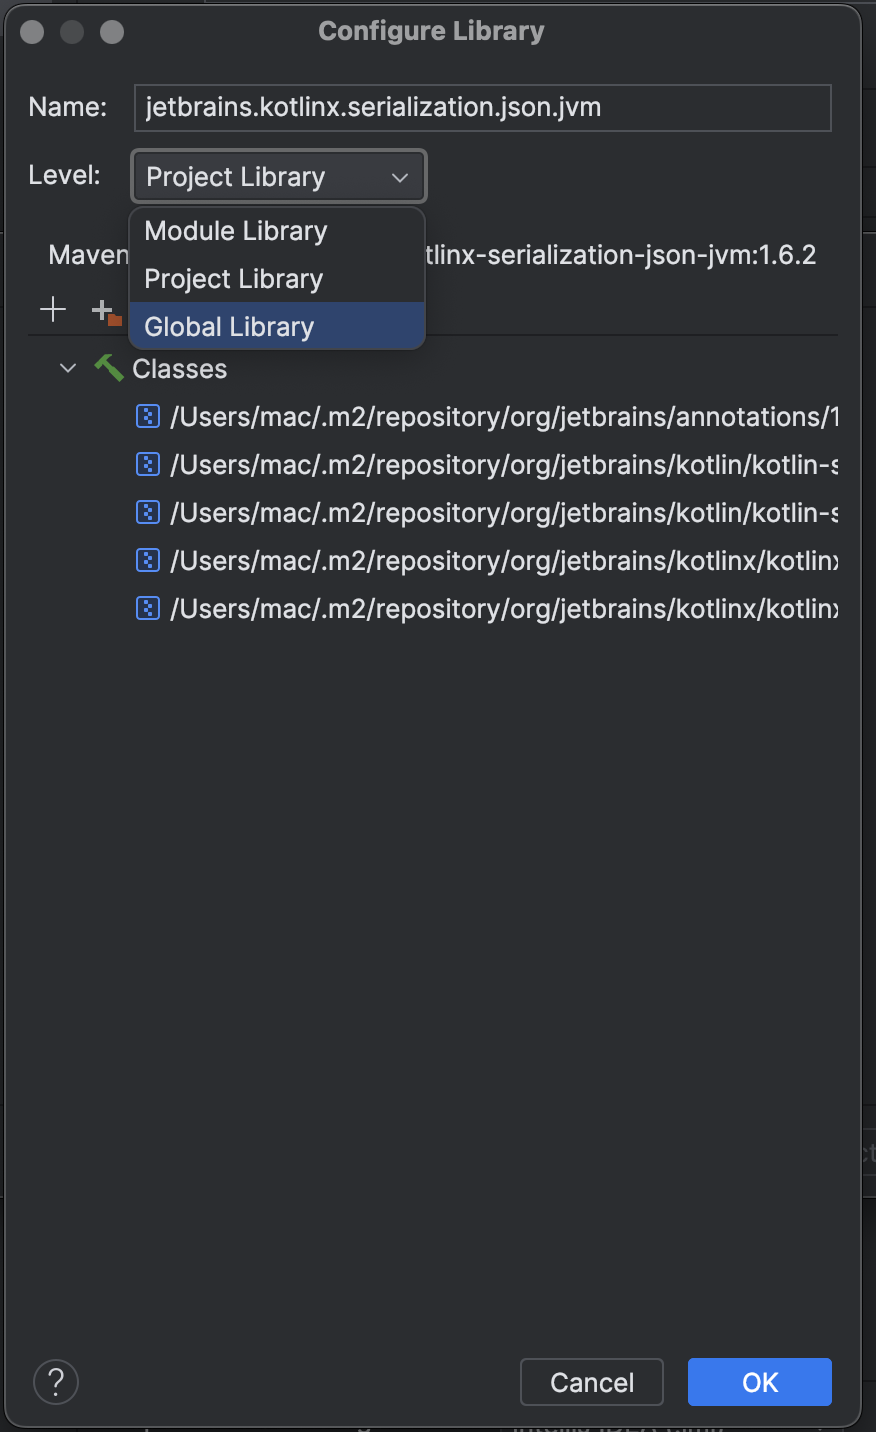 Configure Library
Name: jetbrains.kotlinx.serialization.json.jvm
Level: Project Library
Module Library
Maven tlinx-serialization-json-jvm:1.6.2
Project Library
Global Library
Classes
/Users/mac/.m2/repository/org/jetbrains/annotations/1
/Users/mac/.m2/repository/org/jetbrains/kotlin/kotlin-s
/Users/mac/.m2/repository/org/jetbrains/kotlin/kotlin-s
/Users/mac/.m2/repository/org/jetbrains/kotlinx/kotlinx
/Users/mac/.m2/repository/org/jetbrains/kotlinx/kotlinx
? Cancel OK